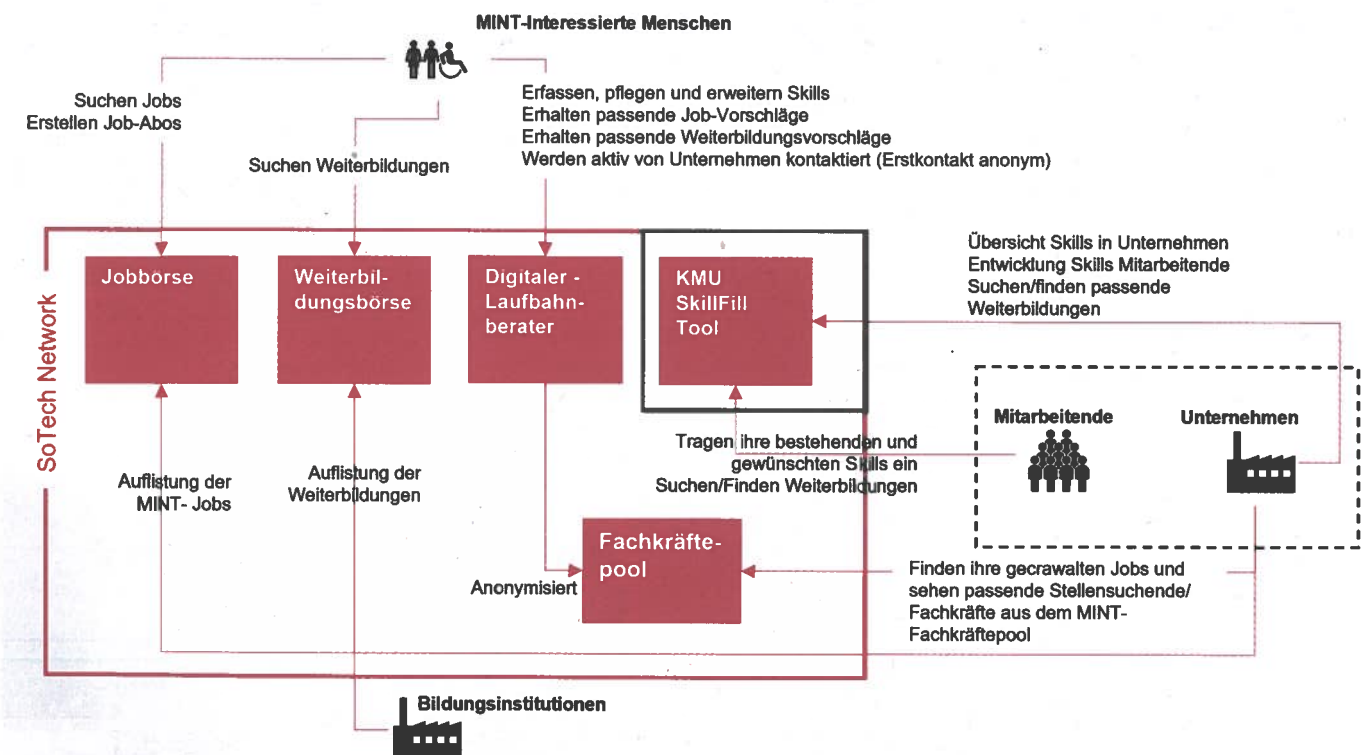 MINT-Interessierte Menschen
Suchen Jobs
Erstellen Job-Abos
Suchen Weiterbildungen
Erfassen, pflegen und erweitern Skills
Erhalten passende Job-Vorschläge
Erhalten passende Weiterbildungsvorschläge
Werden aktiv von Unternehmen kontaktiert (Erstkontakt anonym)
SoTech Network
Jobbörse
Weiterbil-
dungsbörse
Digitaler -
Laufbahn-
berater
KMU
SkillFill
Tool
Übersicht Skills in Unternehmen
Entwicklung Skills Mitarbeitende
Suchen/finden passende
Weiterbildungen
Mitarbeitende
Unternehmen
Tragen ihre bestehenden und
gewünschten Skills ein
Suchen/Finden Weiterbildungen
Auflistung der
MINT- Jobs
Auflistung der
Weiterbildungen
Fachkräfte-
pool
Anonymisiert
Finden ihre gecrawalten Jobs und
sehen passende Stellensuchende/
Fachkräfte aus dem MINT-
Fachkräftepool
Bildungsinstitutionen